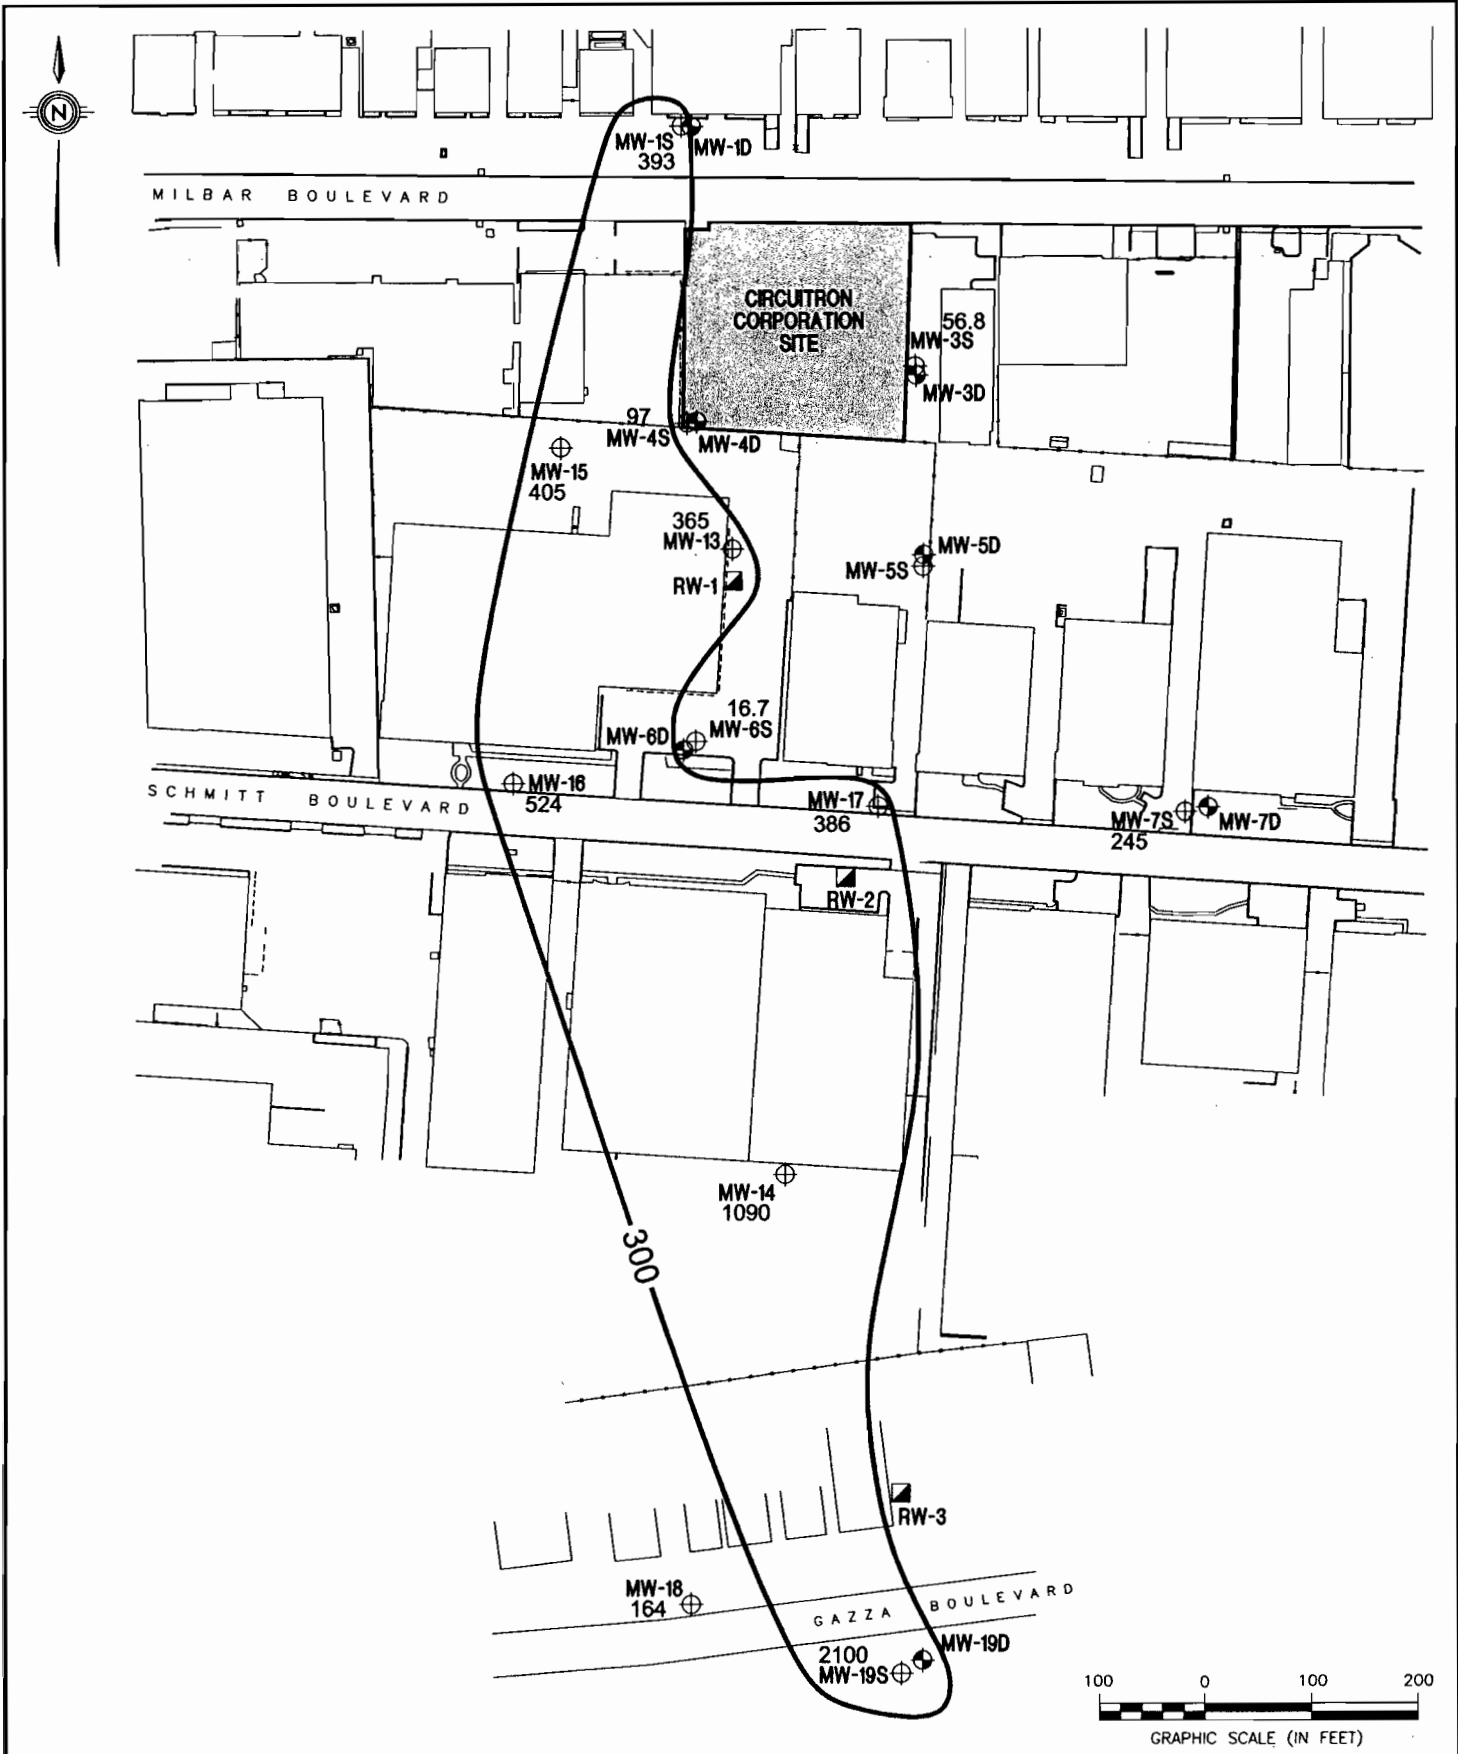 N
MW-1S
393
MW-1D
MILBAR BOULEVARD
CIRCUITRON
CORPORATION
SITE
56.8
MW-3S
MW-3D
97
MW-4S
MW-4D
MW-15
405
365
MW-13
RW-1
MW-5D
MW-5S
16.7
MW-6S
MW-6D
MW-16
524
SCHMITT BOULEVARD
MW-17
386
MW-7S
245
MW-7D
RW-2
MW-14
1090
300
RW-3
MW-18
164
GAZZA BOULEVARD
2100
MW-19S
MW-19D
100 0 100 200
GRAPHIC SCALE (IN FEET)